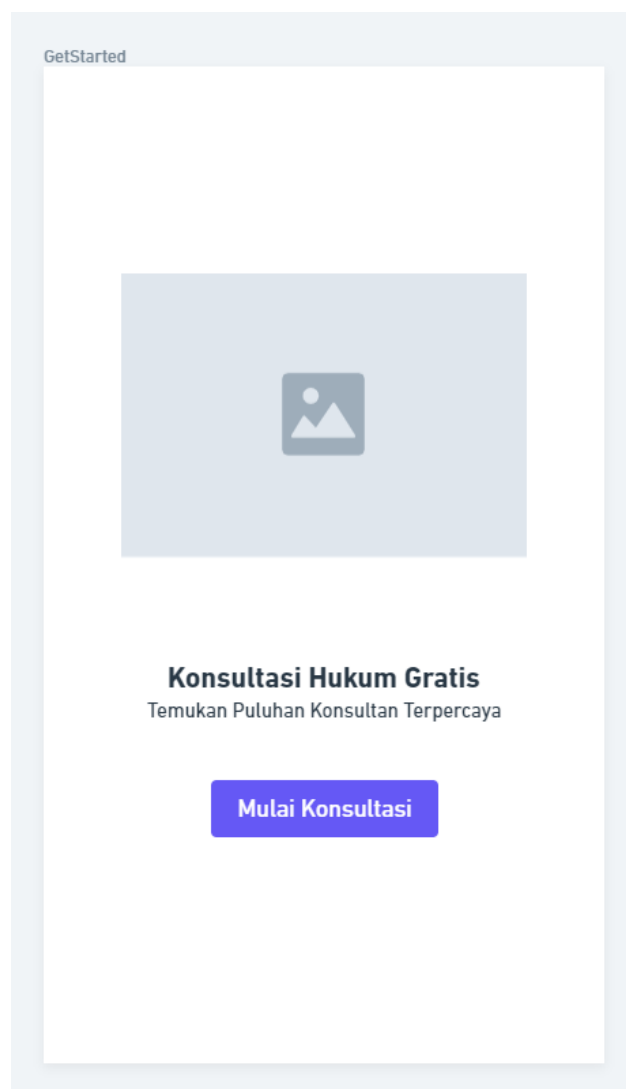 GetStarted
Konsultasi Hukum Gratis
Temukan Puluhan Konsultan Terpercaya
Mulai Konsultasi